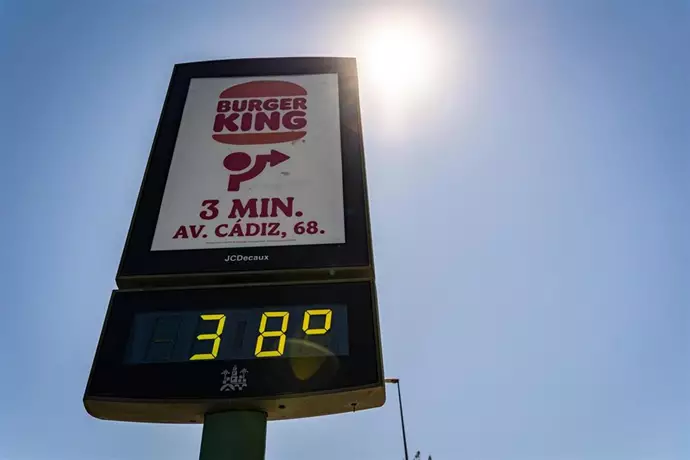 BURGER
KING
3 MIN.
AV. CÁDIZ, 68.
JCDecaux
38°